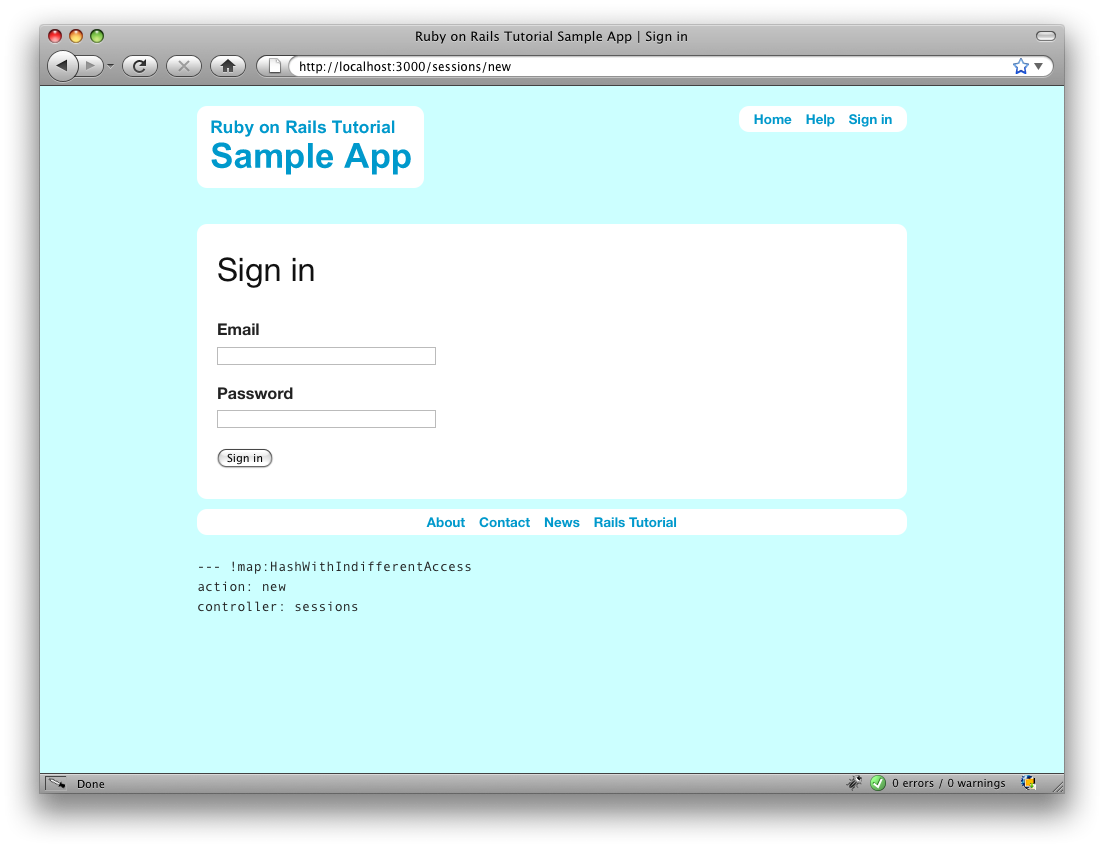 Ruby on Rails Tutorial Sample App | Sign in
http://localhost:3000/sessions/new
Ruby on Rails Tutorial
Sample App
Home Help Sign in
Sign in
Email
Password
Sign in
About Contact News Rails Tutorial
--- !map:HashWithIndifferentAccess
action: new
controller: sessions
Done
0 errors / 0 warnings